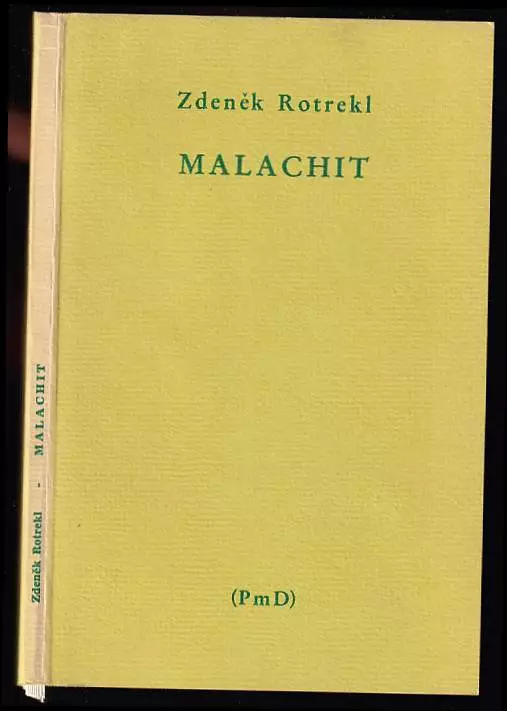 Zdeněk Rotrekl
MALACHIT
(PmD)
Zdeněk Rotrekl - MALACHIT